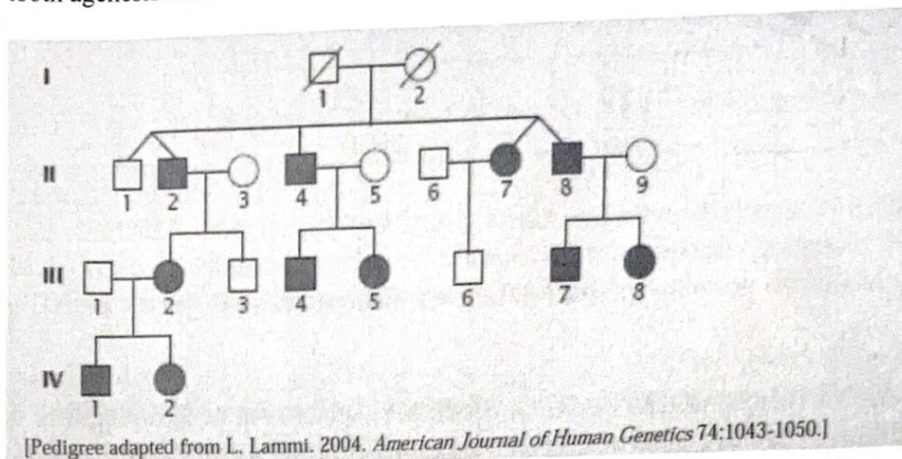 I
1 2
II
1 2 3 4 5 6 7 8 9
III
1 2 3 4 5 6 7 8
IV
1 2
[Pedigree adapted from L. Lammi. 2004. American Journal of Human Genetics 74:1043-1050.]